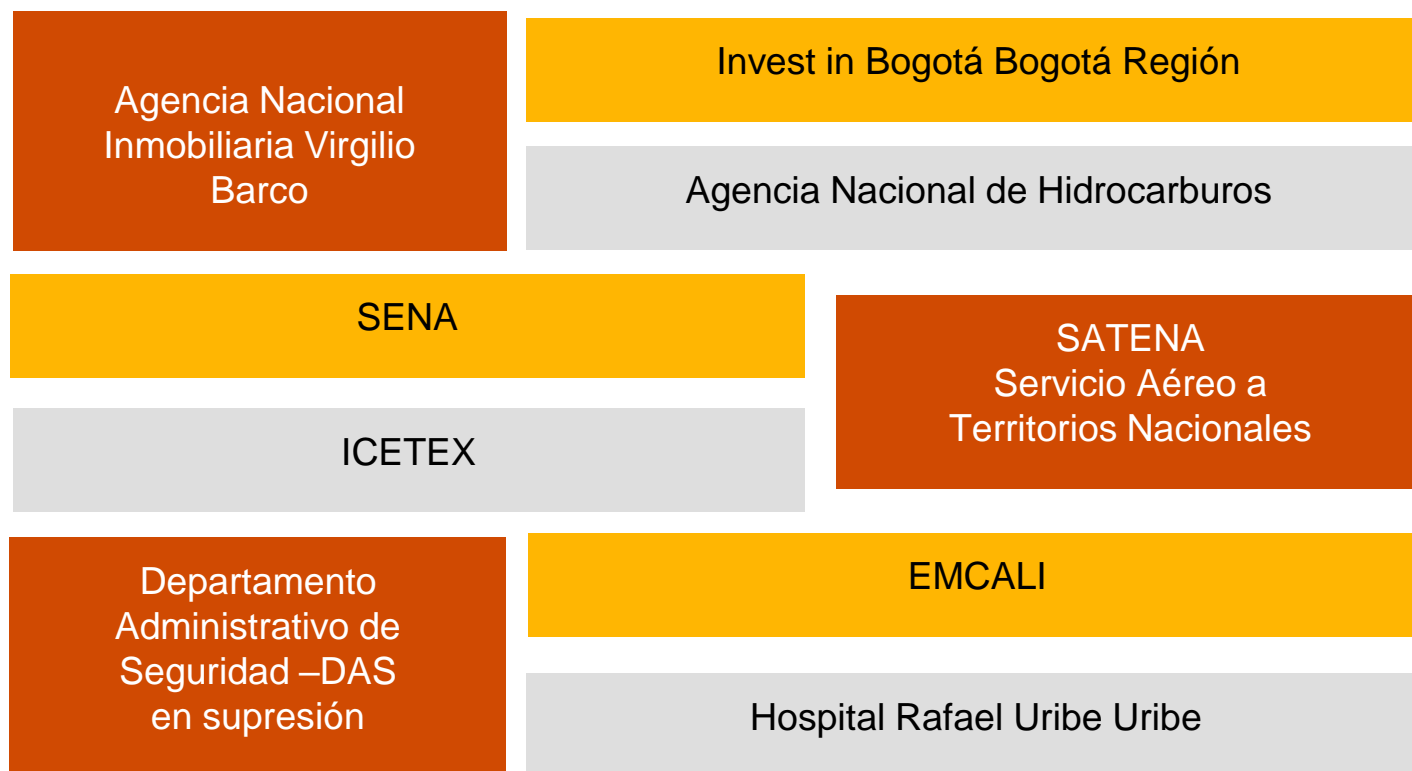 Agencia Nacional
Inmobiliaria Virgilio
Barco
Invest in Bogotá Bogotá Región
Agencia Nacional de Hidrocarburos
SENA
ICETEX
SATENA
Servicio Aéreo a
Territorios Nacionales
Departamento
Administrativo de
Seguridad –DAS
en supresión
EMCALI
Hospital Rafael Uribe Uribe